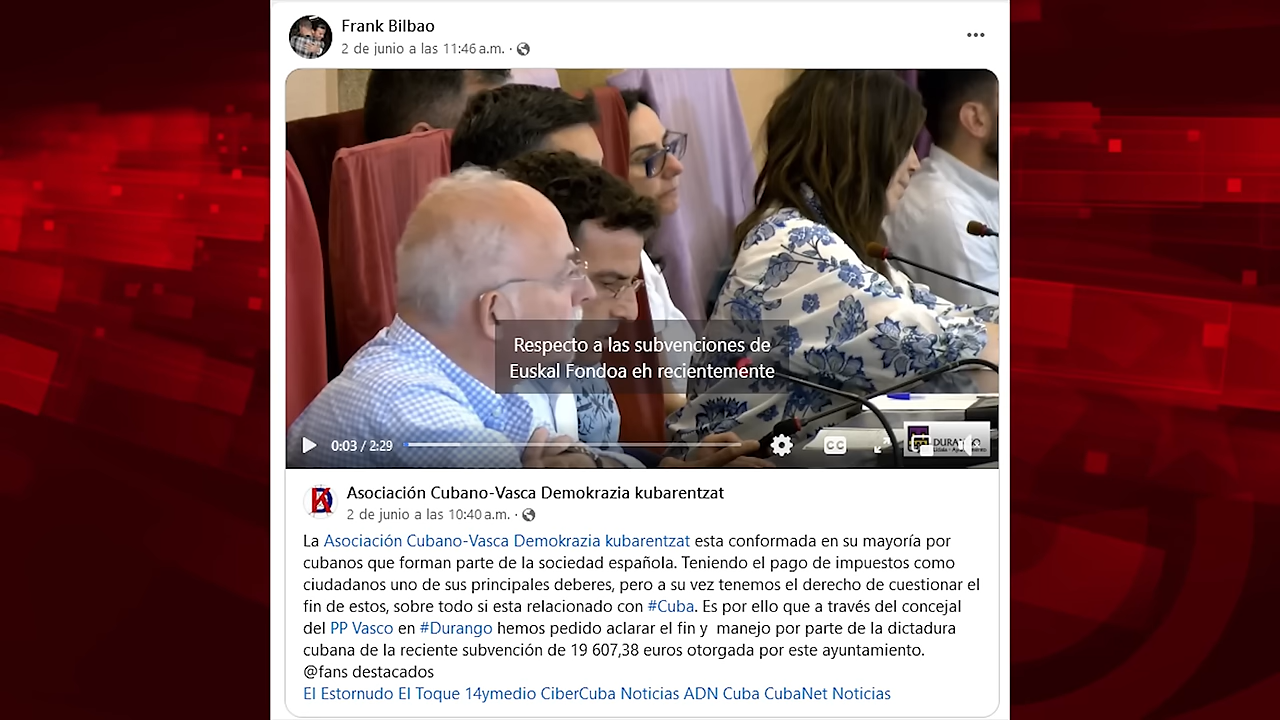 Frank Bilbao
2 de junio a las 11:46 a.m. ·
Respecto a las subvenciones de
Euskal Fondoa eh recientemente
0:03 / 2:29
CC
DURANGO
Asociación Cubano-Vasca Demokrazia kubarentzat
2 de junio a las 10:40 a.m. ·
La Asociación Cubano-Vasca Demokrazia kubarentzat esta conformada en su mayoría por
cubanos que forman parte de la sociedad española. Teniendo el pago de impuestos como
ciudadanos uno de sus principales deberes, pero a su vez tenemos el derecho de cuestionar el
fin de estos, sobre todo si esta relacionado con #Cuba. Es por ello que a través del concejal
del PP Vasco en #Durango hemos pedido aclarar el fin y manejo por parte de la dictadura
cubana de la reciente subvención de 19 607,38 euros otorgada por este ayuntamiento.
@fans destacados
El Estornudo El Toque 14ymedio CiberCuba Noticias ADN Cuba CubaNet Noticias